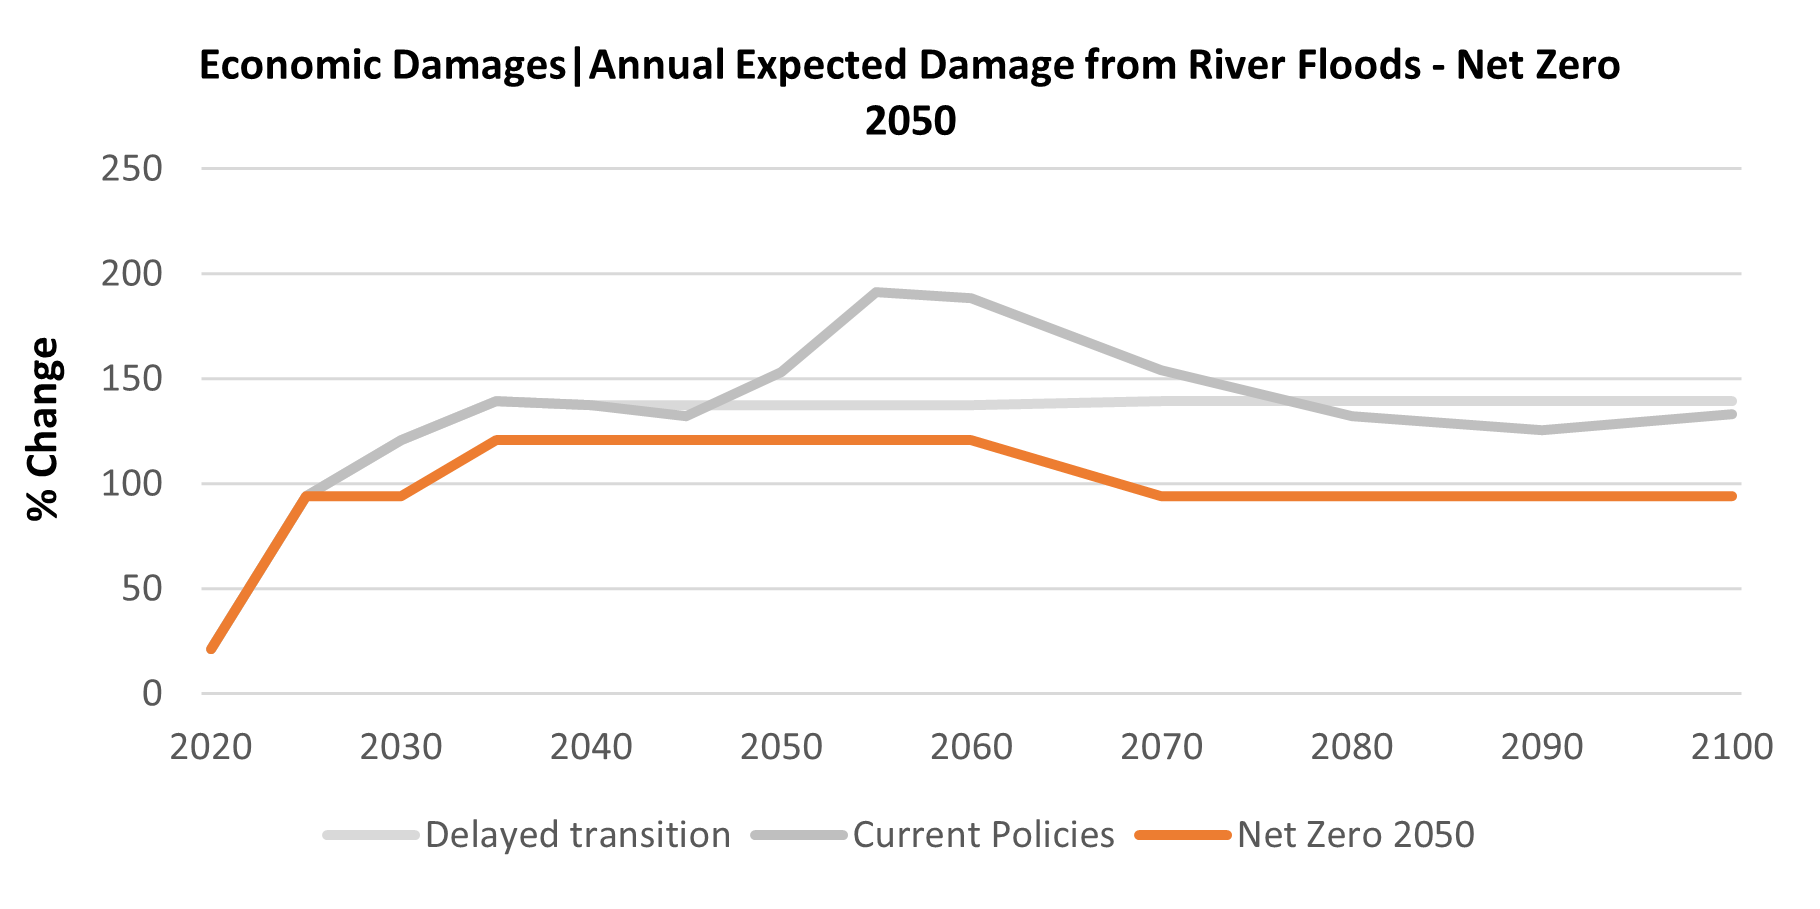 Economic Damages|Annual Expected Damage from River Floods - Net Zero
2050
% Change
250
200
150
100
50
0
2020 2030 2040 2050 2060 2070 2080 2090 2100
Delayed transition Current Policies Net Zero 2050